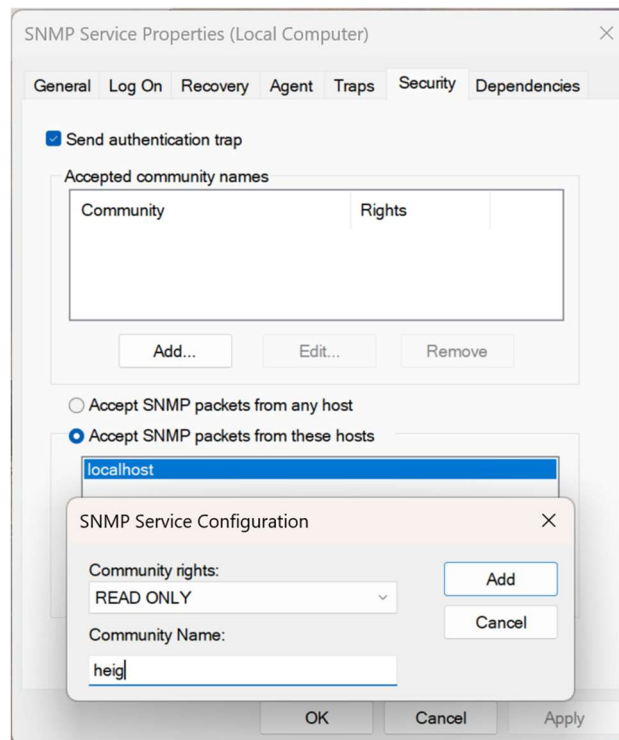 SNMP Service Properties (Local Computer)
General Log On Recovery Agent Traps Security Dependencies
Send authentication trap
Accepted community names
Community Rights
Add... Edit... Remove
Accept SNMP packets from any host
Accept SNMP packets from these hosts
localhost
SNMP Service Configuration
Community rights:
READ ONLY
Add
Cancel
Community Name:
heig
OK Cancel Apply